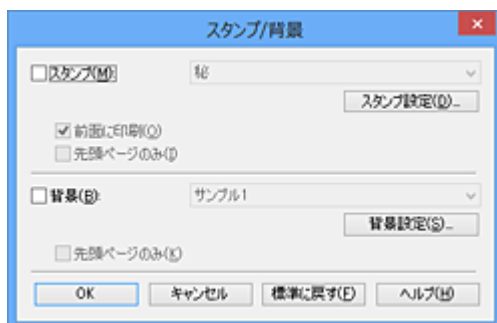 スタンプ/背景
スタンプ(M): 秘
スタンプ設定(D)...
前面に印刷(O)
先頭ページのみ(I)
背景(B): サンプル1
背景設定(S)...
先頭ページのみ(K)
OK キャンセル 標準に戻す(F) ヘルプ(H)